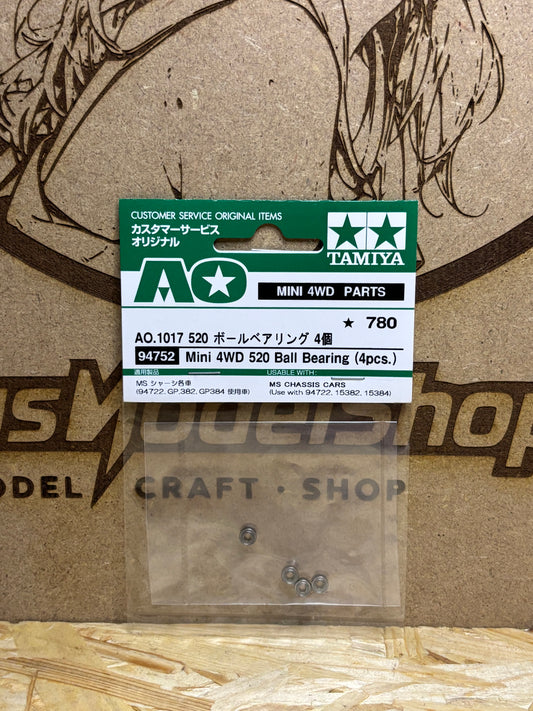 CUSTOMER SERVICE ORIGINAL ITEMS
カスタマーサービス
オリジナル
TAMIYA
AO
MINI 4WD PARTS
★ 780
AO.1017 520 ボールベアリング 4個
94752 Mini 4WD 520 Ball Bearing (4pcs.)
適用製品
USABLE WITH:
MS シャーシ各車
(94722, GP.382, GP384 使用車)
MS CHASSIS CARS
(Use with 94722, 15382, 15384)
usModelShop
MODEL CRAFT · SHOP